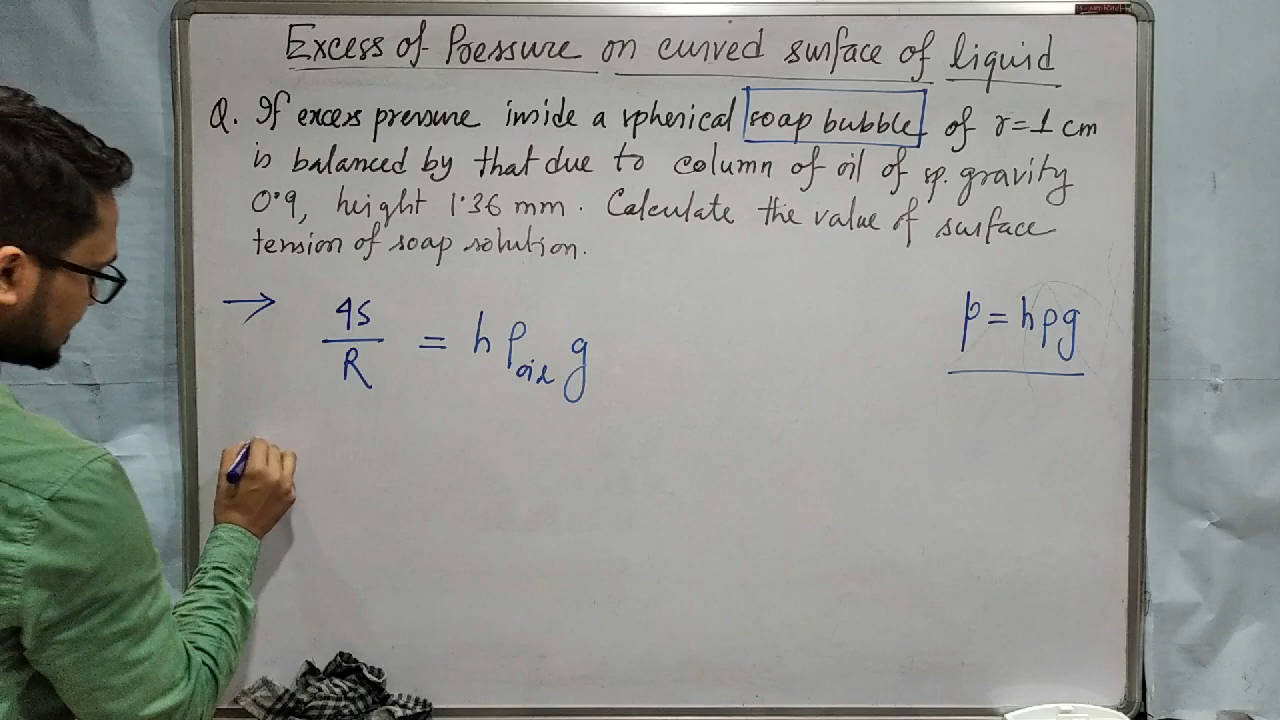 Excess of Pressure on curved surface of liquid
Q. If excess pressure inside a spherical soap bubble of r=1 cm
is balanced by that due to column of oil of sp. gravity
0.9, height 1.36 mm. Calculate the value of surface
tension of soap solution.
→ 4S/R = hρ_oil g
p = hρg